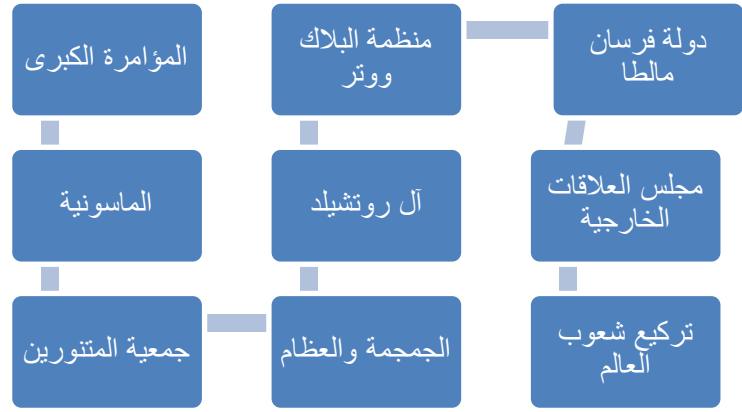 المؤامرة الكبرى
الماسونية
جمعية المتنورين
الجمجمة والعظام
آل روتشيلد
منظمة البلاك
ووتر
دولة فرسان
مالطا
مجلس العلاقات
الخارجية
تركيع شعوب
العالم